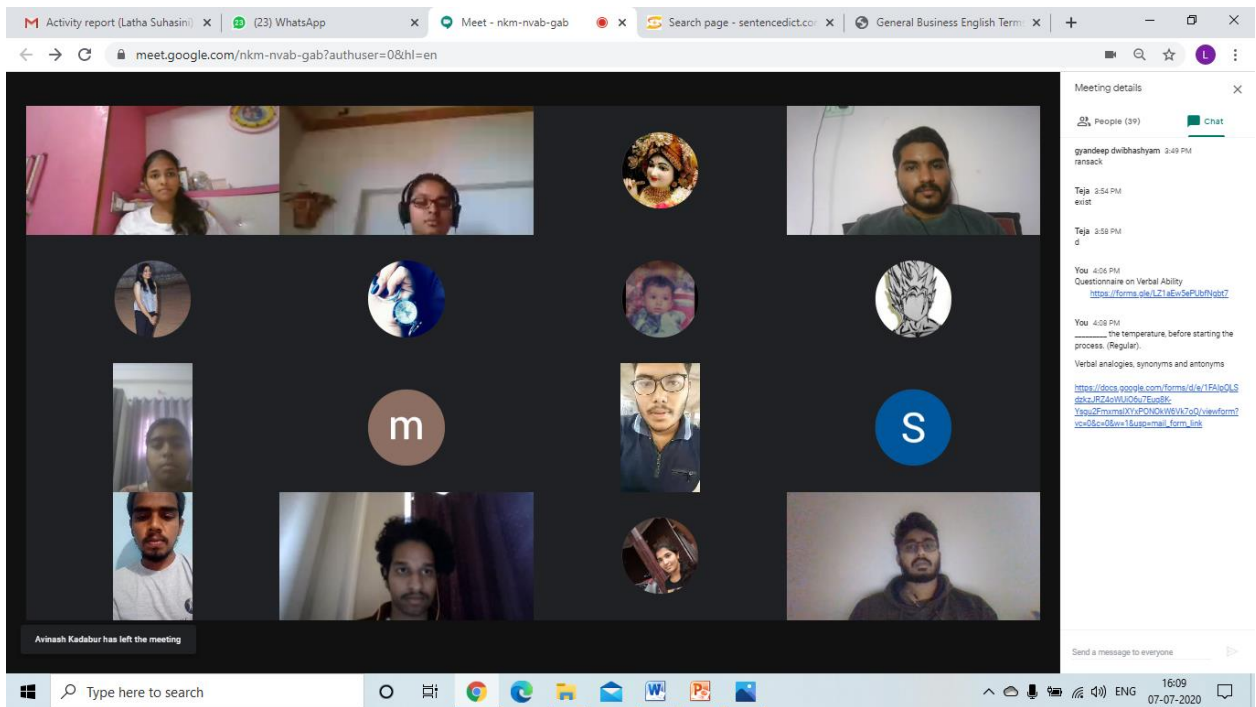 Activity report (Latha Suhasini)
(23) WhatsApp
Meet - nkm-nvab-gab
Search page - sentencedict.co
General Business English Term
meet.google.com/nkm-nvab-gab?authuser=0&hl=en
L
Meeting details
People (39)
Chat
gyandeep dwibhashyam 3:49 PM
ransack
Teja 3:54 PM
exist
Teja 3:58 PM
d
You 4:06 PM
Questionnaire on Verbal Ability
https://forms.gle/LZ1aEw5ePUbfNgbt7
You 4:09 PM
________ the temperature, before starting the
process. (Regular).
Verbal analogies, synonyms and antonyms
https://docs.google.com/forms/d/e/1FAIpQLS
viewform?
vc=0&c=0&w=1&usp=mail_form_link
m
S
Avinash Kadabur has left the meeting
Send a message to everyone
Type here to search
ENG
16:09
07-07-2020